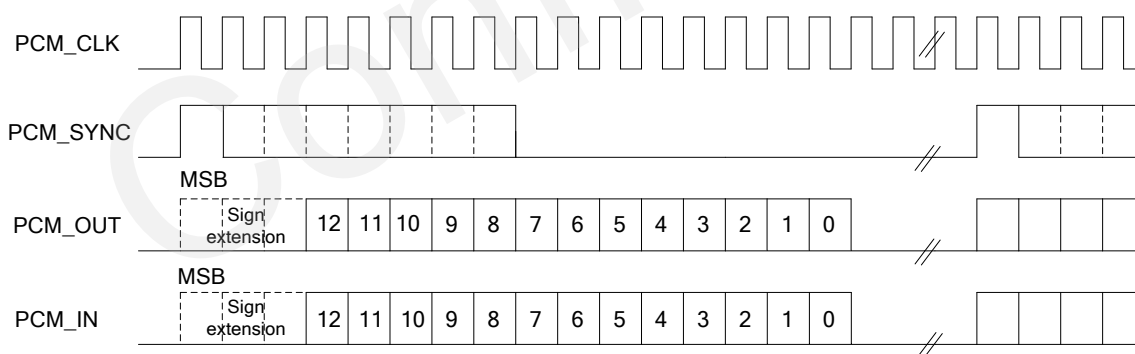 PCM_CLK
PCM_SYNC
MSB
PCM_OUT
Sign
extension
12 11 10 9 8 7 6 5 4 3 2 1 0
MSB
PCM_IN
Sign
extension
12 11 10 9 8 7 6 5 4 3 2 1 0